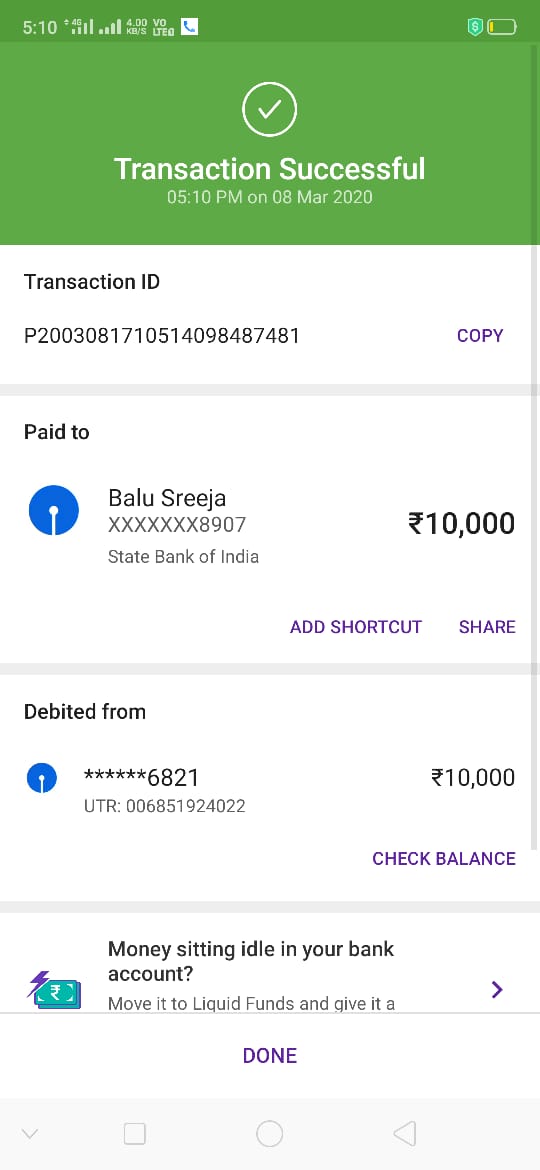 5:10 4G 4.00 KB/S VO LTE
Transaction Successful
05:10 PM on 08 Mar 2020
Transaction ID
P2003081710514098487481 COPY
Paid to
Balu Sreeja
XXXXXXX8907
₹10,000
State Bank of India
ADD SHORTCUT SHARE
Debited from
******6821 ₹10,000
UTR: 006851924022
CHECK BALANCE
Money sitting idle in your bank
account?
Move it to Liquid Funds and give it a
DONE